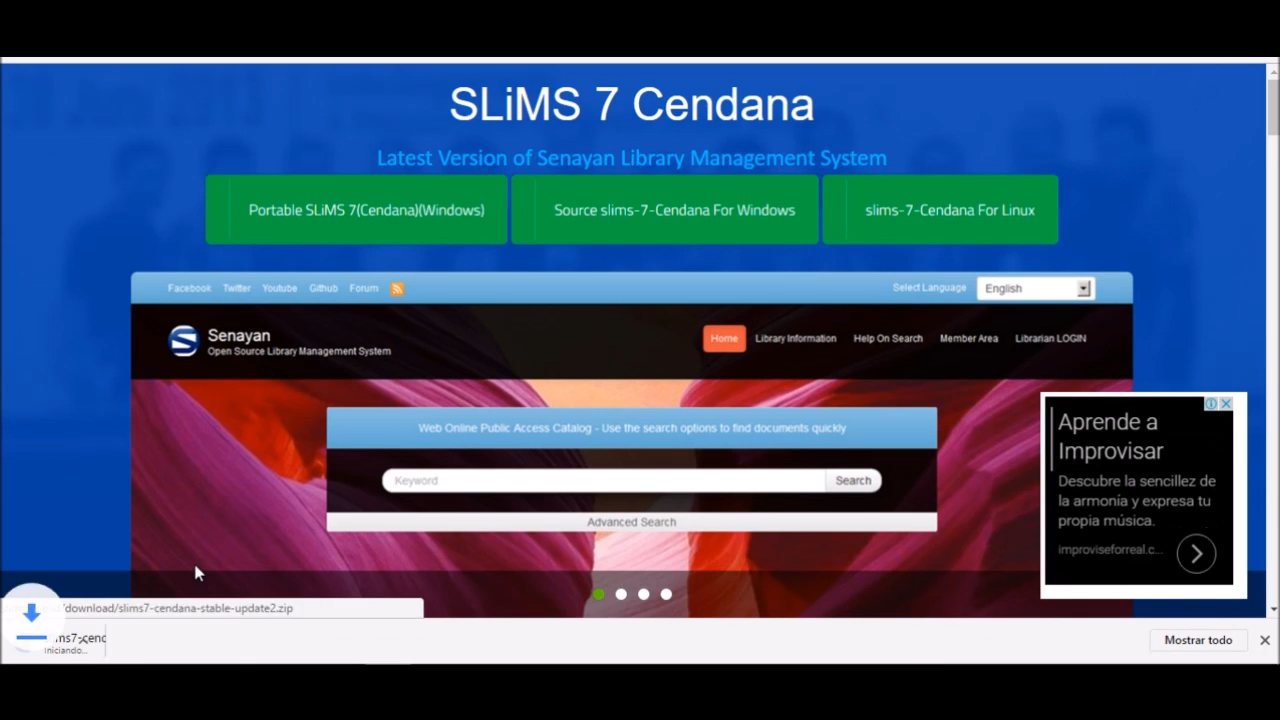 SLiMS 7 Cendana
Latest Version of Senayan Library Management System
Portable SLiMS 7(Cendana)(Windows)
Source slims-7-Cendana For Windows
slims-7-Cendana For Linux
Facebook Twitter Youtube Github Forum
Select Language English
Senayan
Open Source Library Management System
Home Library Information Help On Search Member Area Librarian LOGIN
Web Online Public Access Catalog - Use the search options to find documents quickly
Keyword Search
Advanced Search
Aprende a
Improvisar
Descubre la sencillez de
la armonía y expresa tu
propia música.
improviseforreal.c...
download/slims7-cendana-stable-update2.zip
Iniciando...
Mostrar todo